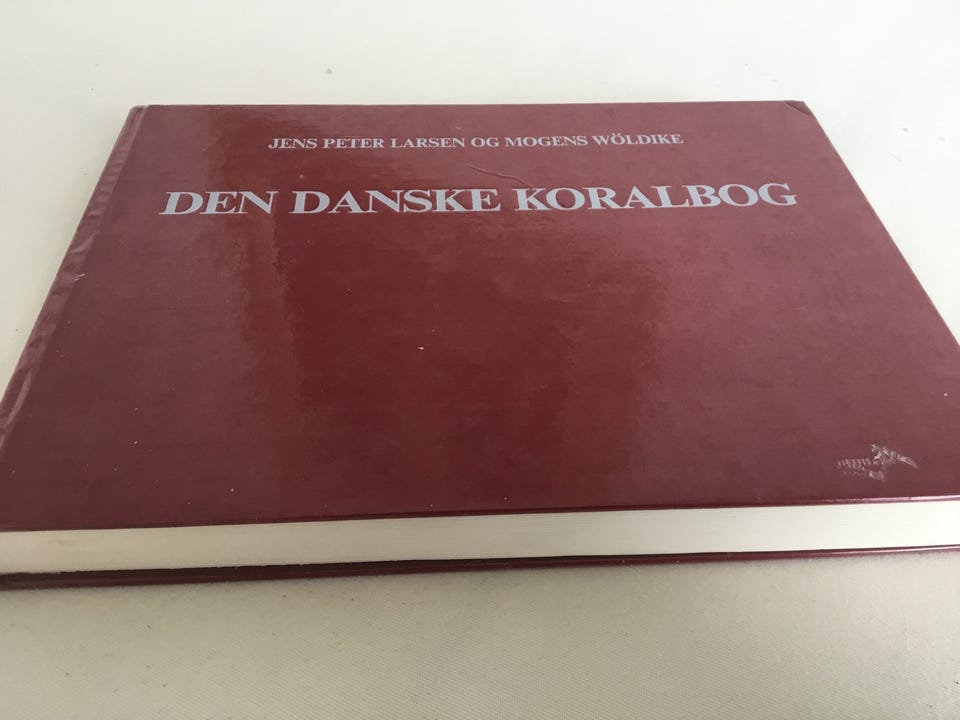 JENS PETER LARSEN OG MOGENS WÖLDIKE
DEN DANSKE KORALBOG